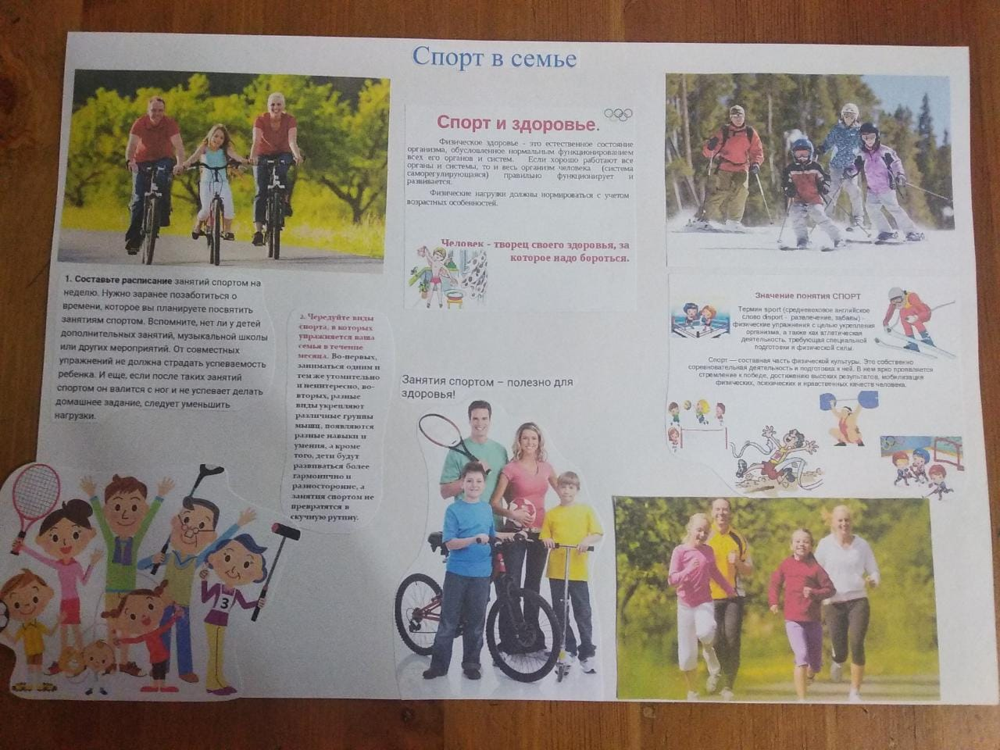 Спорт в семье
Спорт и здоровье.
Физическое здоровье - это естественное состояние
организма, обусловленное нормальным функционированием
всех его органов и систем. Если хорошо работают все
органы и системы, то и весь организм человека (система
саморегулирующаяся) правильно функционирует и
развивается.
Физические нагрузки должны нормироваться с учетом
возрастных особенностей.
Человек - творец своего здоровья, за
которое надо бороться.
1. Составьте расписание занятий спортом на
неделю. Нужно заранее позаботиться о
времени, которое вы планируете посвятить
занятиям спортом. Вспомните, нет ли у детей
дополнительных занятий, музыкальной школы
или других мероприятий. От совместных
упражнений не должна страдать успеваемость
ребенка. И еще, если после таких занятий
спортом он валится с ног и не успевает делать
домашнее задание, следует уменьшить
нагрузки.
2. Чередуйте виды
спорта, в которых
упражняется ваша
семья в течение
месяца. Во-первых,
заниматься одним и
тем же утомительно
и неинтересно, во-
вторых, разные
виды укрепляют
различные группы
мышц, появляются
разные навыки и
умения, а кроме
того, дети будут
развиваться более
гармонично и
разносторонне, а
занятия спортом не
превратятся в
скучную рутину.
Занятия спортом – полезно для
здоровья!
Значение понятия СПОРТ
Термин sport (средневековое английское
слово disport - развлечение, забавы) -
физические упражнения с целью укрепления
организма, а также как атлетическая
деятельность, требующая специальной
подготовки и физической силы.
Спорт — составная часть физической культуры. Это собственно
соревновательная деятельность и подготовка к ней. В нем ярко проявляется
стремление к победе, достижению высоких результатов, мобилизация
физических, психических и нравственных качеств человека.
3